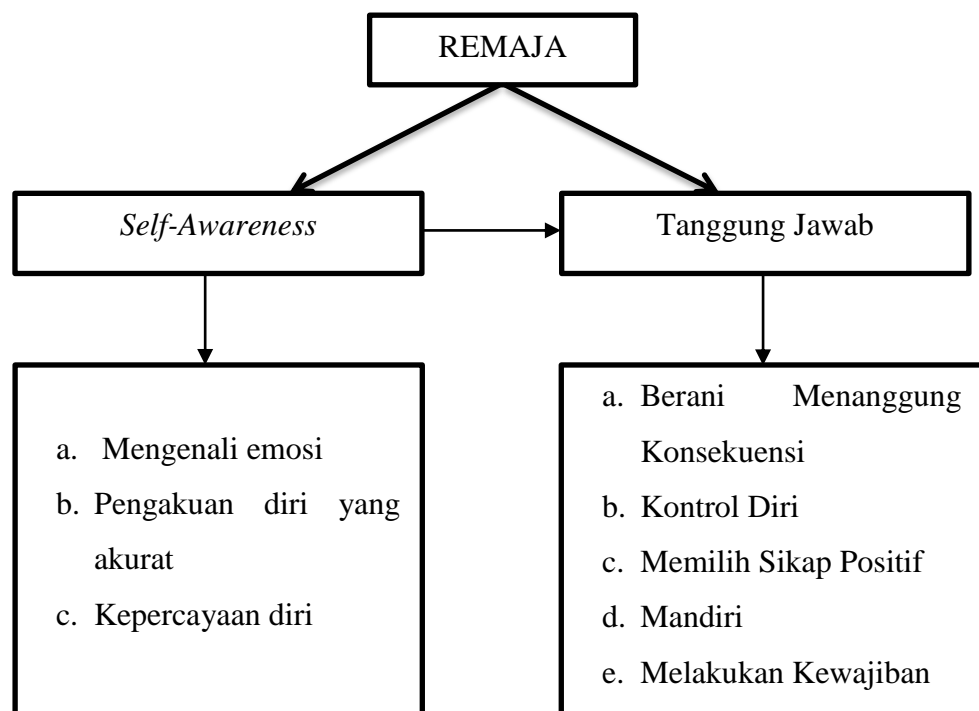 REMAJA
Self-Awareness
Tanggung Jawab
a. Mengenali emosi
b. Pengakuan diri yang
akurat
c. Kepercayaan diri
a. Berani Menanggung
Konsekuensi
b. Kontrol Diri
c. Memilih Sikap Positif
d. Mandiri
e. Melakukan Kewajiban